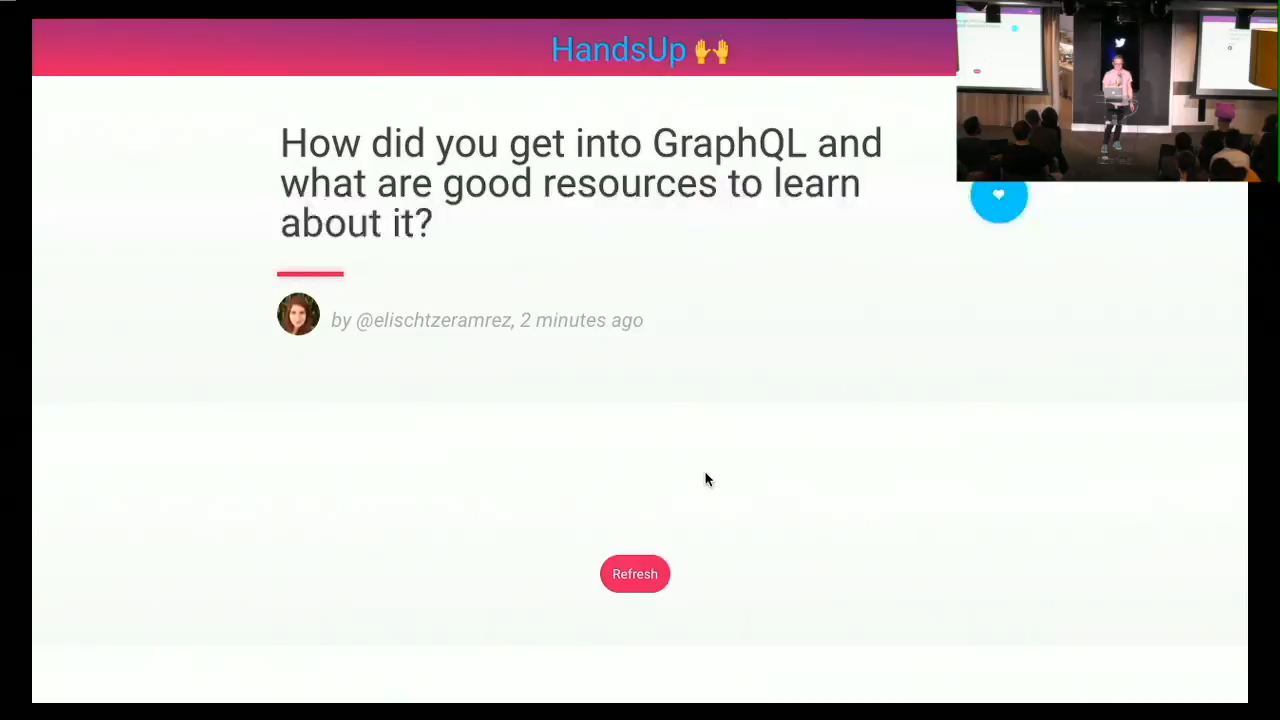 HandsUp 🙌
How did you get into GraphQL and
what are good resources to learn
about it?
by @elischtzeramrez, 2 minutes ago
Refresh